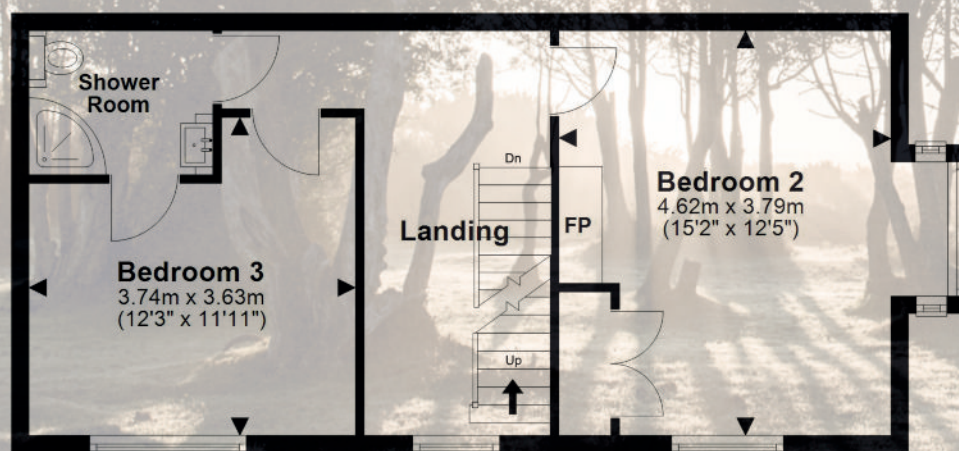 Shower
Room
Dn
Bedroom 2
4.62m x 3.79m
(15'2" x 12'5")
Landing
FP
Bedroom 3
3.74m x 3.63m
(12'3" x 11'11")
Up